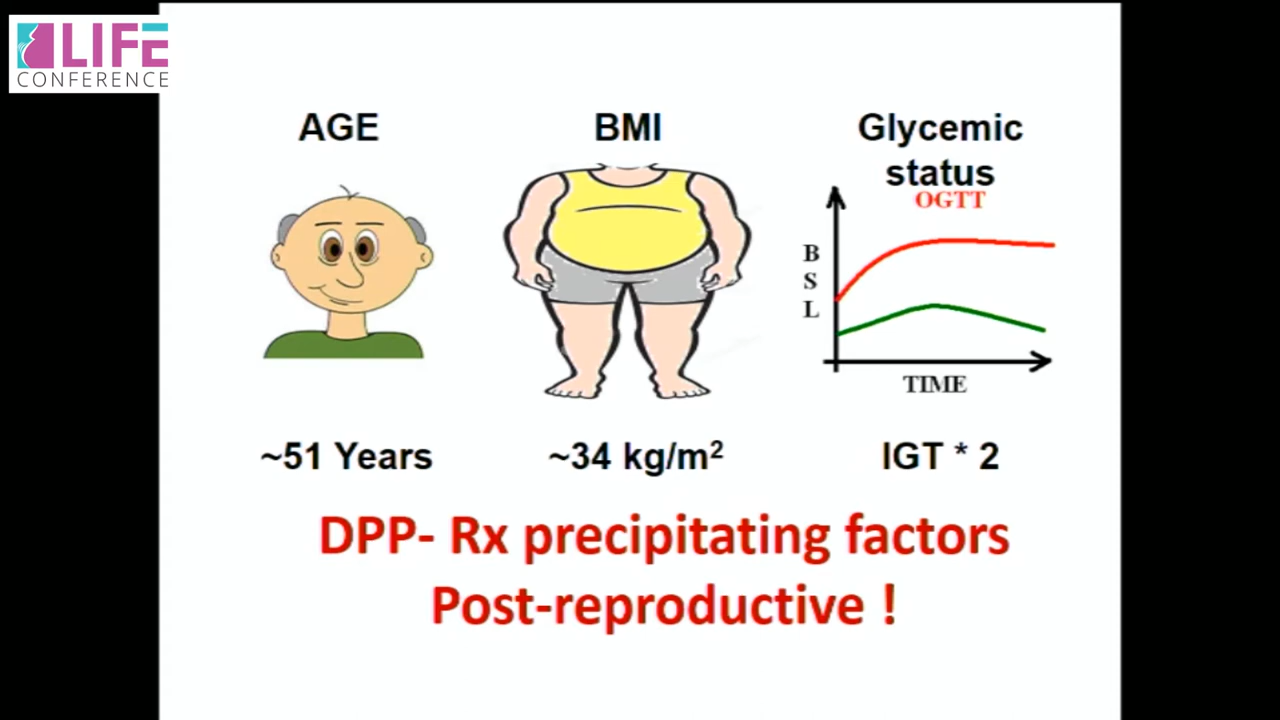 LIFE
CONFERENCE
AGE
BMI
Glycemic
status
OGTT
B
S
L
TIME
~51 Years
~34 kg/m²
IGT * 2
DPP- Rx precipitating factors
Post-reproductive !